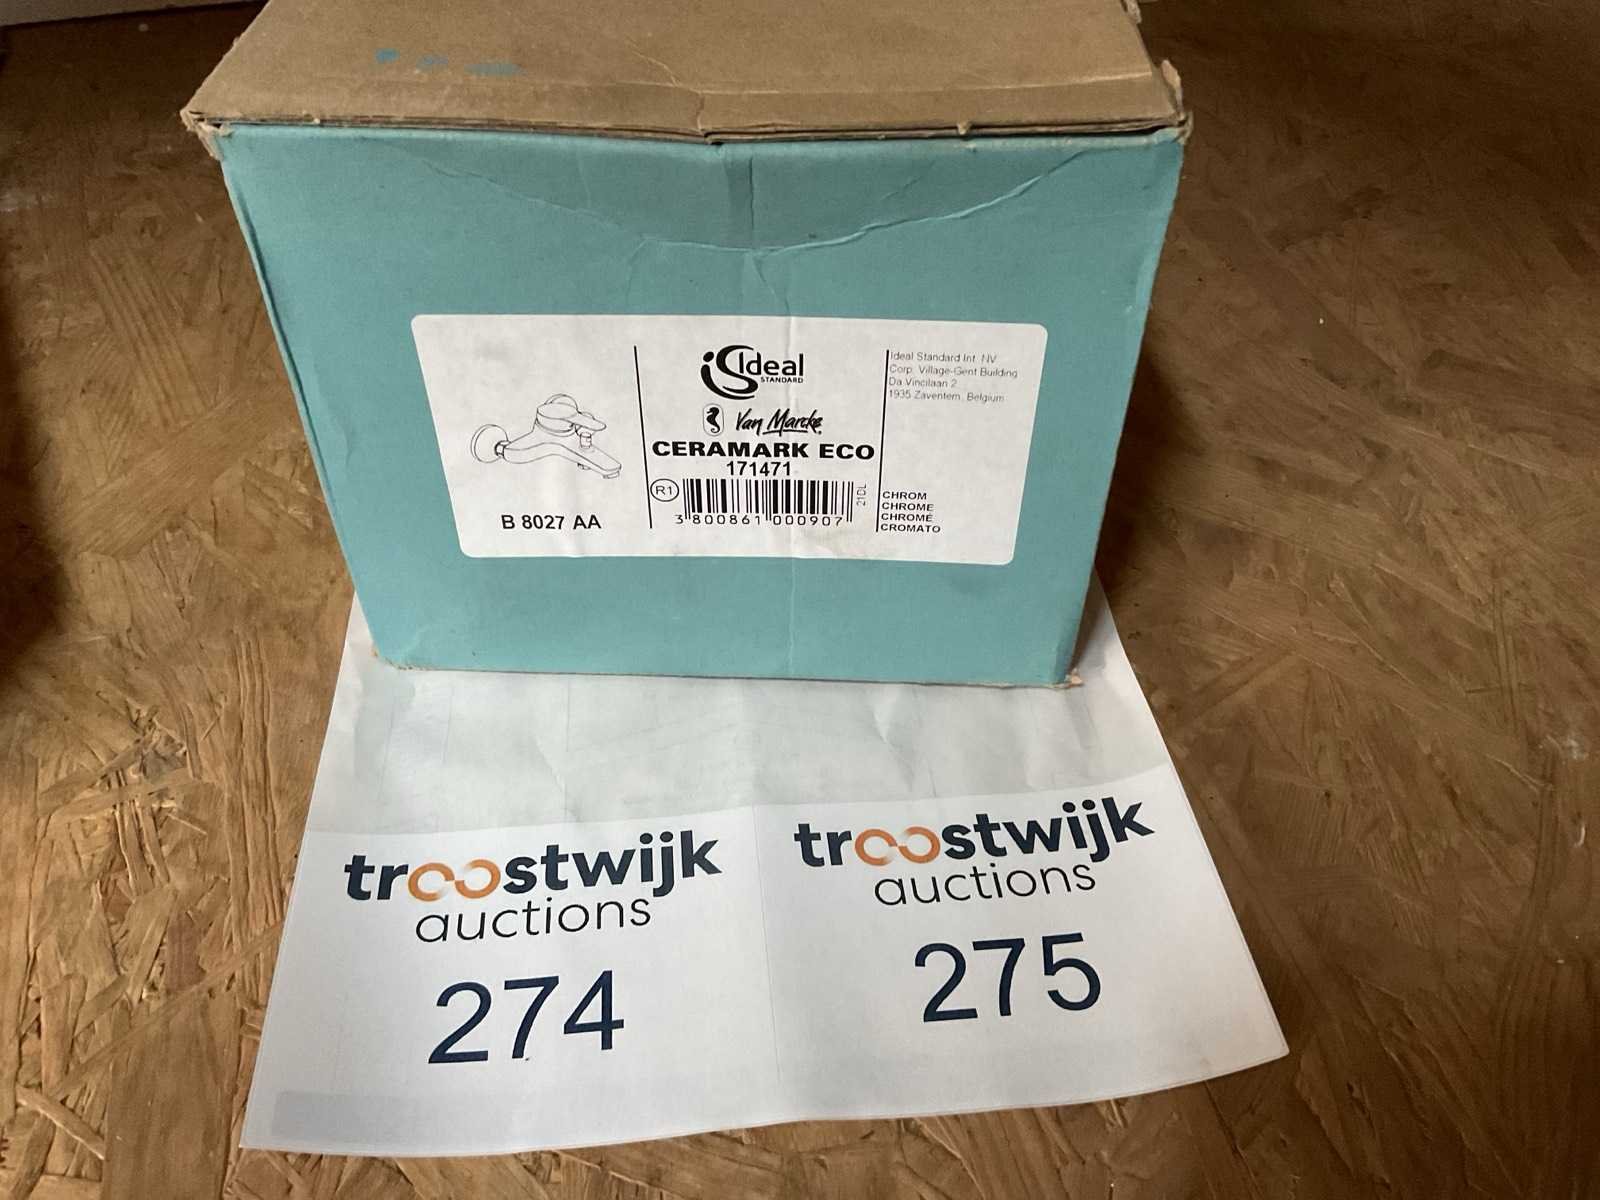 Ideal
STANDARD
Van Marcke
CERAMARK ECO
171471
R1
21DL
3 800861 000907
B 8027 AA
Ideal Standard Int. NV
Corp. Village-Gent Building
Da Vincilaan 2
1935 Zaventem, Belgium
CHROM
CHROME
CHROMÉ
CROMATO
troostwijk
auctions
274
troostwijk
auctions
275